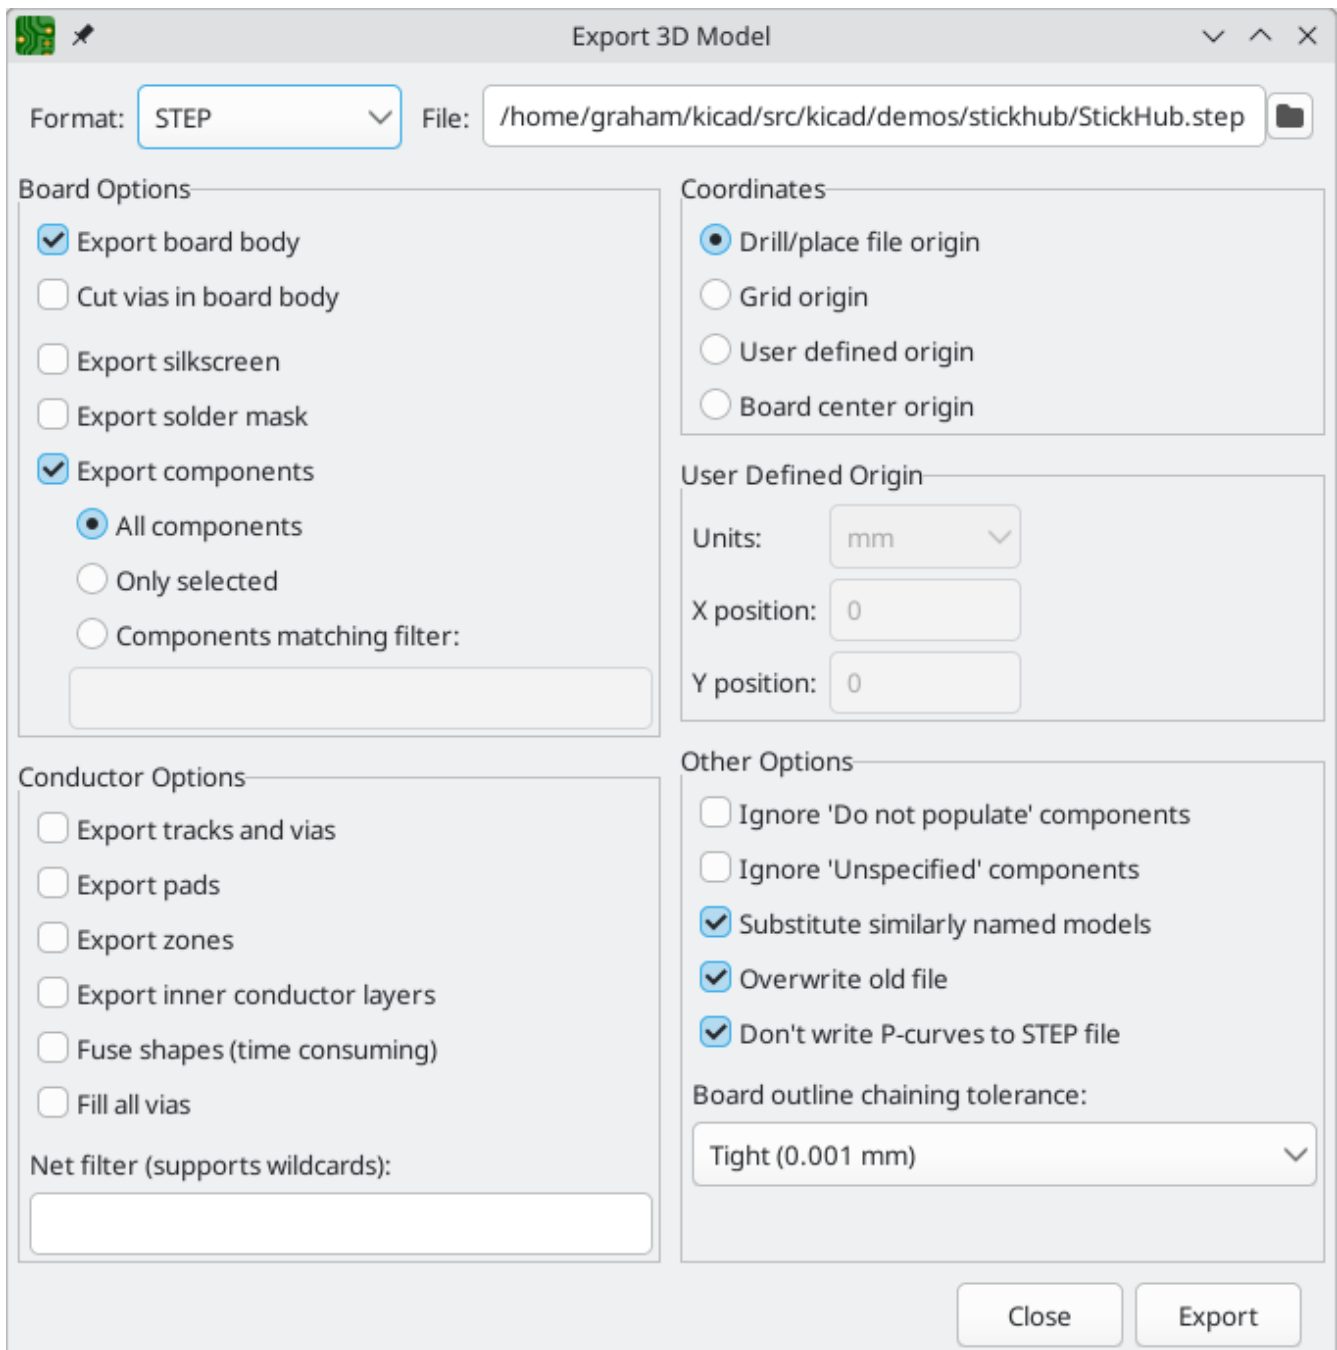 Export 3D Model
Format: STEP File: /home/graham/kicad/src/kicad/demos/stickhub/StickHub.step
Board Options
Export board body
Cut vias in board body
Export silkscreen
Export solder mask
Export components
All components
Only selected
Components matching filter:
Conductor Options
Export tracks and vias
Export pads
Export zones
Export inner conductor layers
Fuse shapes (time consuming)
Fill all vias
Net filter (supports wildcards):
Coordinates
Drill/place file origin
Grid origin
User defined origin
Board center origin
User Defined Origin
Units: mm
X position: 0
Y position: 0
Other Options
Ignore 'Do not populate' components
Ignore 'Unspecified' components
Substitute similarly named models
Overwrite old file
Don't write P-curves to STEP file
Board outline chaining tolerance:
Tight (0.001 mm)
Close Export